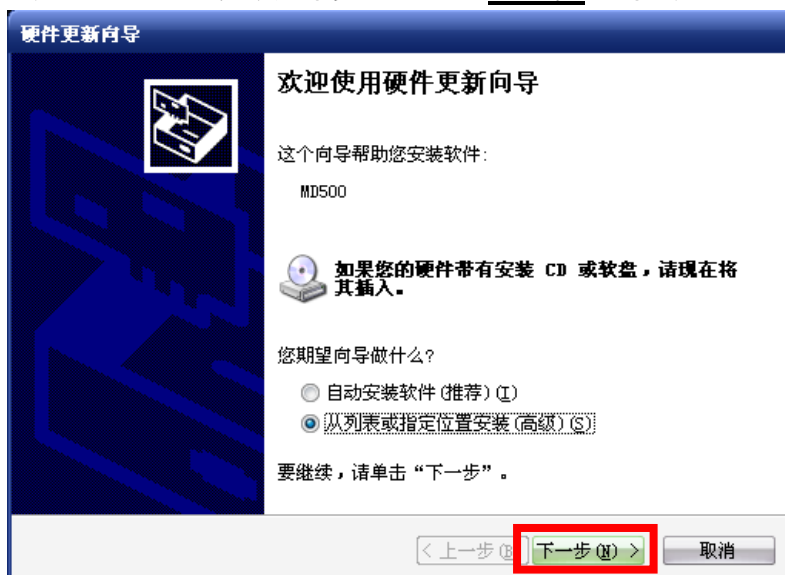 硬件更新向导
欢迎使用硬件更新向导
这个向导帮助您安装软件:
MD500
如果您的硬件带有安装 CD 或软盘，请现在将
其插入。
您期望向导做什么?
自动安装软件(推荐)(I)
从列表或指定位置安装(高级)(S)
要继续，请单击“下一步”。
< 上一步(B 下一步(N) > 取消